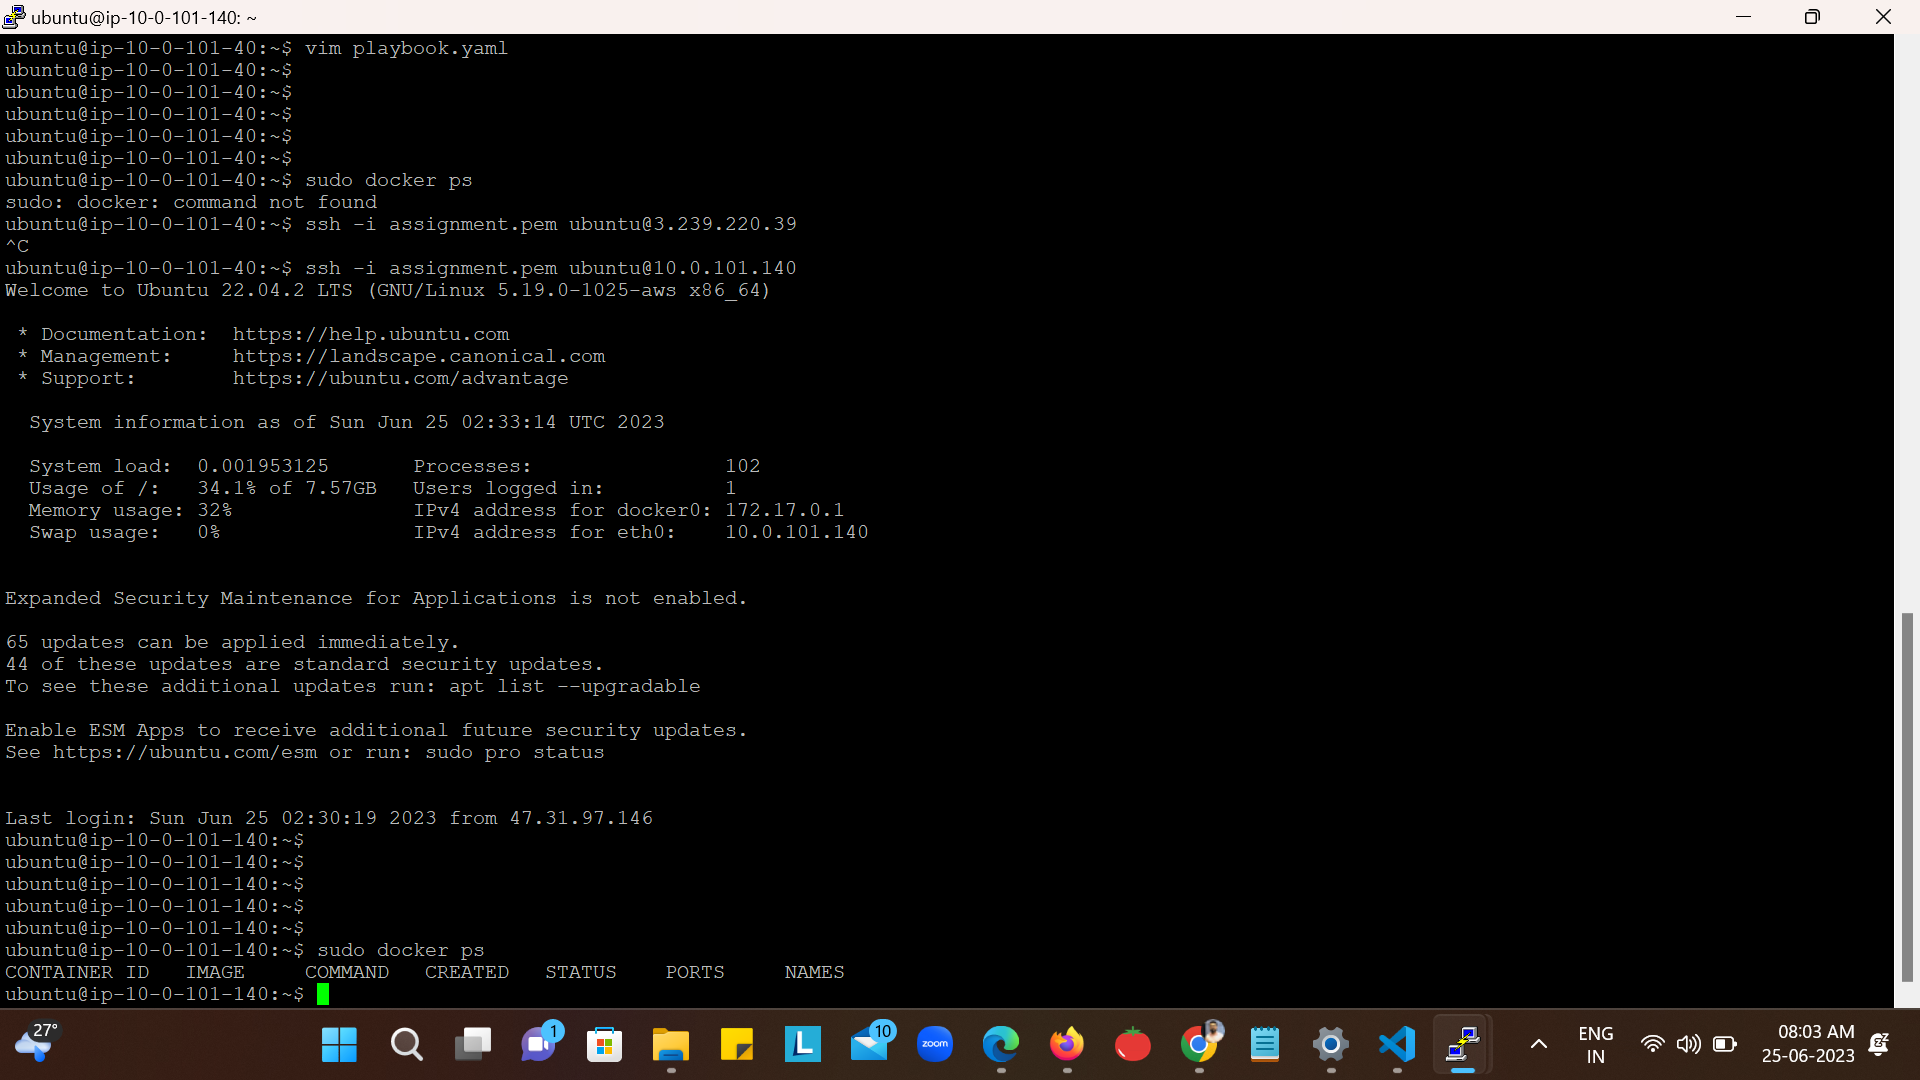 ubuntu@ip-10-0-101-140: ~
ubuntu@ip-10-0-101-40:~$ vim playbook.yaml
ubuntu@ip-10-0-101-40:~$
ubuntu@ip-10-0-101-40:~$
ubuntu@ip-10-0-101-40:~$
ubuntu@ip-10-0-101-40:~$
ubuntu@ip-10-0-101-40:~$
ubuntu@ip-10-0-101-40:~$ sudo docker ps
sudo: docker: command not found
ubuntu@ip-10-0-101-40:~$ ssh -i assignment.pem ubuntu@3.239.220.39
^C
ubuntu@ip-10-0-101-40:~$ ssh -i assignment.pem ubuntu@10.0.101.140
Welcome to Ubuntu 22.04.2 LTS (GNU/Linux 5.19.0-1025-aws x86_64)
* Documentation:  https://help.ubuntu.com
* Management:     https://landscape.canonical.com
* Support:        https://ubuntu.com/advantage
System information as of Sun Jun 25 02:33:14 UTC 2023
System load:  0.001953125       Processes:                102
Usage of /:   34.1% of 7.57GB   Users logged in:          1
Memory usage: 32%               IPv4 address for docker0: 172.17.0.1
Swap usage:   0%                IPv4 address for eth0:    10.0.101.140
Expanded Security Maintenance for Applications is not enabled.
65 updates can be applied immediately.
44 of these updates are standard security updates.
To see these additional updates run: apt list --upgradable
Enable ESM Apps to receive additional future security updates.
See https://ubuntu.com/esm or run: sudo pro status
Last login: Sun Jun 25 02:30:19 2023 from 47.31.97.146
ubuntu@ip-10-0-101-140:~$
ubuntu@ip-10-0-101-140:~$
ubuntu@ip-10-0-101-140:~$
ubuntu@ip-10-0-101-140:~$
ubuntu@ip-10-0-101-140:~$
ubuntu@ip-10-0-101-140:~$ sudo docker ps
CONTAINER ID   IMAGE     COMMAND   CREATED   STATUS    PORTS     NAMES
ubuntu@ip-10-0-101-140:~$
27°
1
L
10
zoom
ENG
IN
08:03 AM
25-06-2023